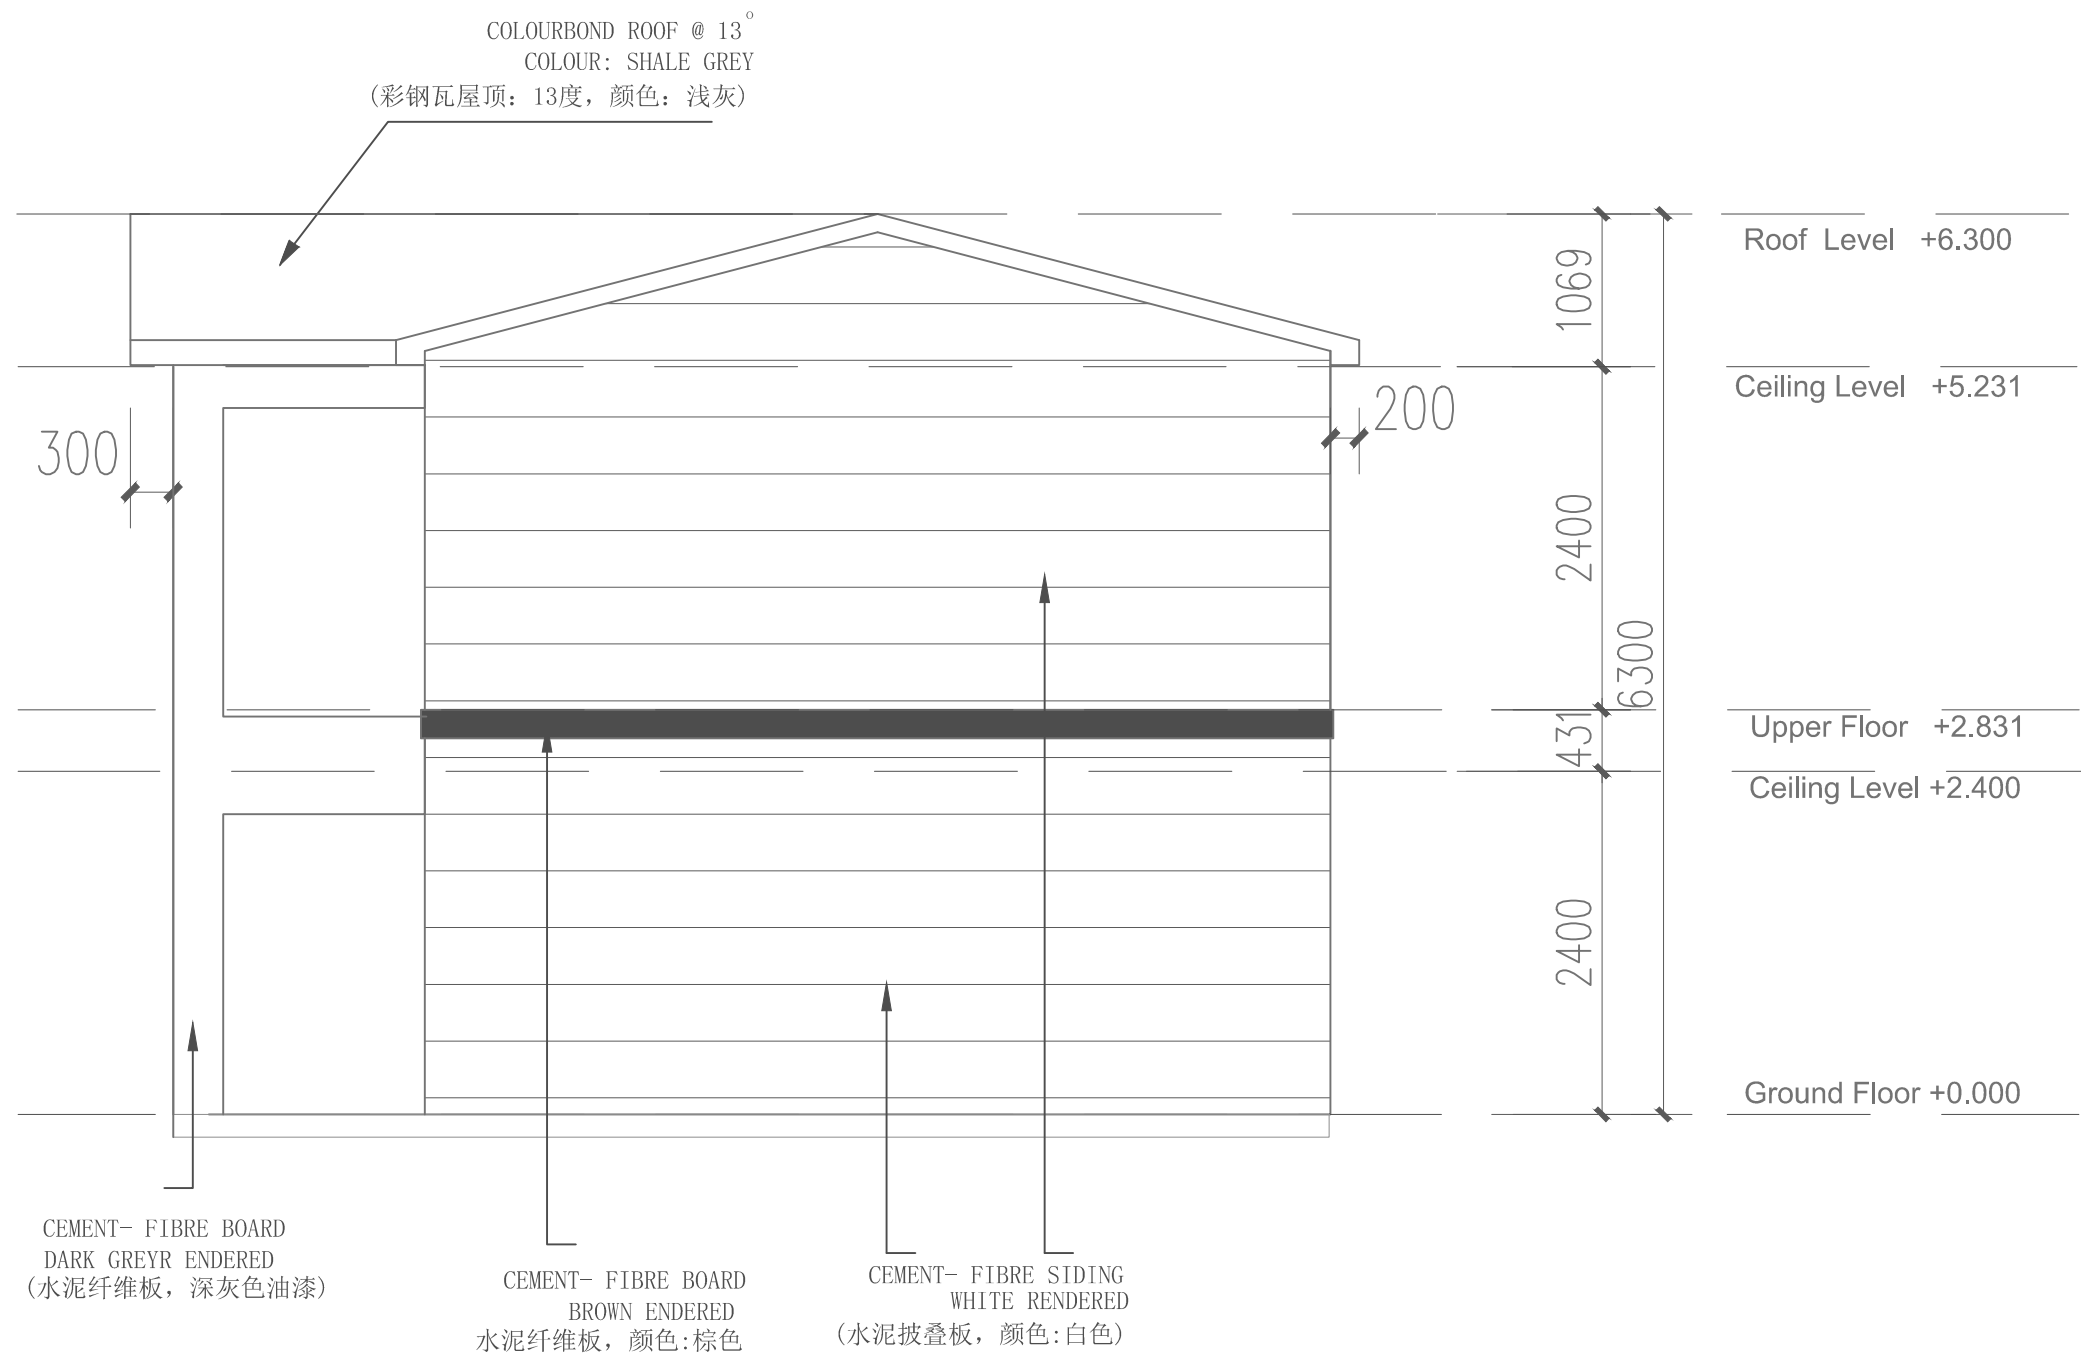 COLOURBOND ROOF @ 13°
COLOUR: SHALE GREY
(彩钢瓦屋顶: 13度, 颜色: 浅灰)
Roof Level +6.300
1069
Ceiling Level +5.231
200
300
2400
6300
431
Upper Floor +2.831
Ceiling Level +2.400
2400
Ground Floor +0.000
CEMENT- FIBRE BOARD
DARK GREYR ENDERED
(水泥纤维板, 深灰色油漆)
CEMENT- FIBRE BOARD
BROWN ENDERED
水泥纤维板, 颜色:棕色
CEMENT- FIBRE SIDING
WHITE RENDERED
(水泥披叠板, 颜色:白色)